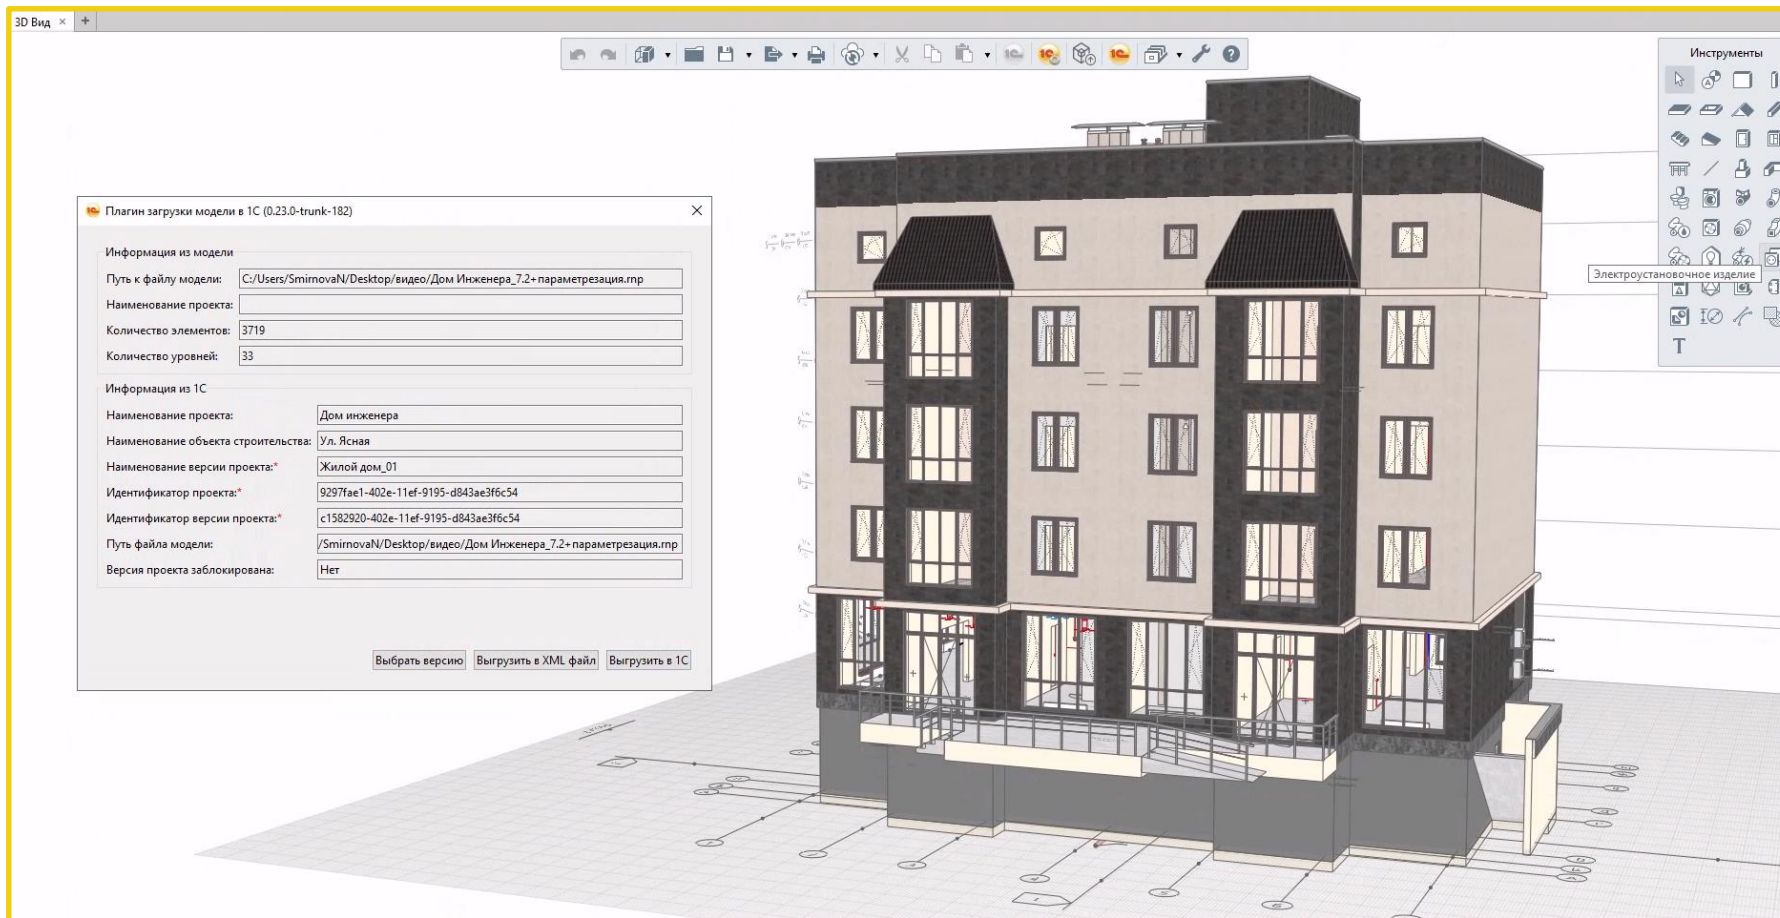 3D Вид
Инструменты
Электроустановочное изделие
T
Плагин загрузки модели в 1С (0.23.0-trunk-182)
Информация из модели
Путь к файлу модели: C:/Users/SmirnovaN/Desktop/видео/Дом Инженера_7.2+параметрезация.rnp
Наименование проекта:
Количество элементов: 3719
Количество уровней: 33
Информация из 1С
Наименование проекта: Дом инженера
Наименование объекта строительства: Ул. Ясная
Наименование версии проекта:* Жилой дом_01
Идентификатор проекта:* 9297fae1-402e-11ef-9195-d843ae3f6c54
Идентификатор версии проекта:* c1582920-402e-11ef-9195-d843ae3f6c54
Путь файла модели: /SmirnovaN/Desktop/видео/Дом Инженера_7.2+параметрезация.rnp
Версия проекта заблокирована: Нет
Выбрать версию Выгрузить в XML файл Выгрузить в 1С